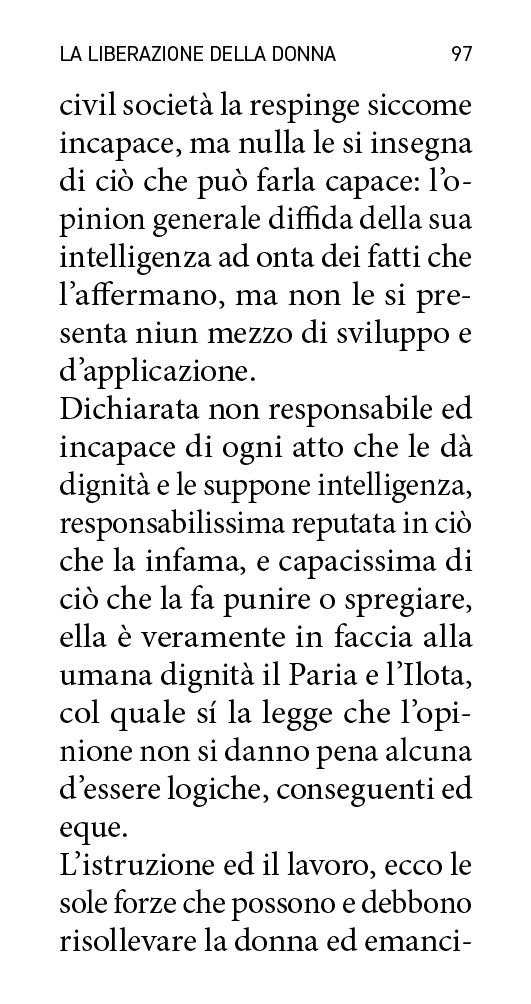 LA LIBERAZIONE DELLA DONNA 97
civil società la respinge siccome
incapace, ma nulla le si insegna
di ciò che può farla capace: l’o-
pinion generale diffida della sua
intelligenza ad onta dei fatti che
l’affermano, ma non le si pre-
senta niun mezzo di sviluppo e
d’applicazione.
Dichiarata non responsabile ed
incapace di ogni atto che le dà
dignità e le suppone intelligenza,
responsabilissima reputata in ciò
che la infama, e capacissima di
ciò che la fa punire o spregiare,
ella è veramente in faccia alla
umana dignità il Paria e l’Ilota,
col quale sí la legge che l’opi-
nione non si danno pena alcuna
d’essere logiche, conseguenti ed
eque.
L’istruzione ed il lavoro, ecco le
sole forze che possono e debbono
risollevare la donna ed emanci-